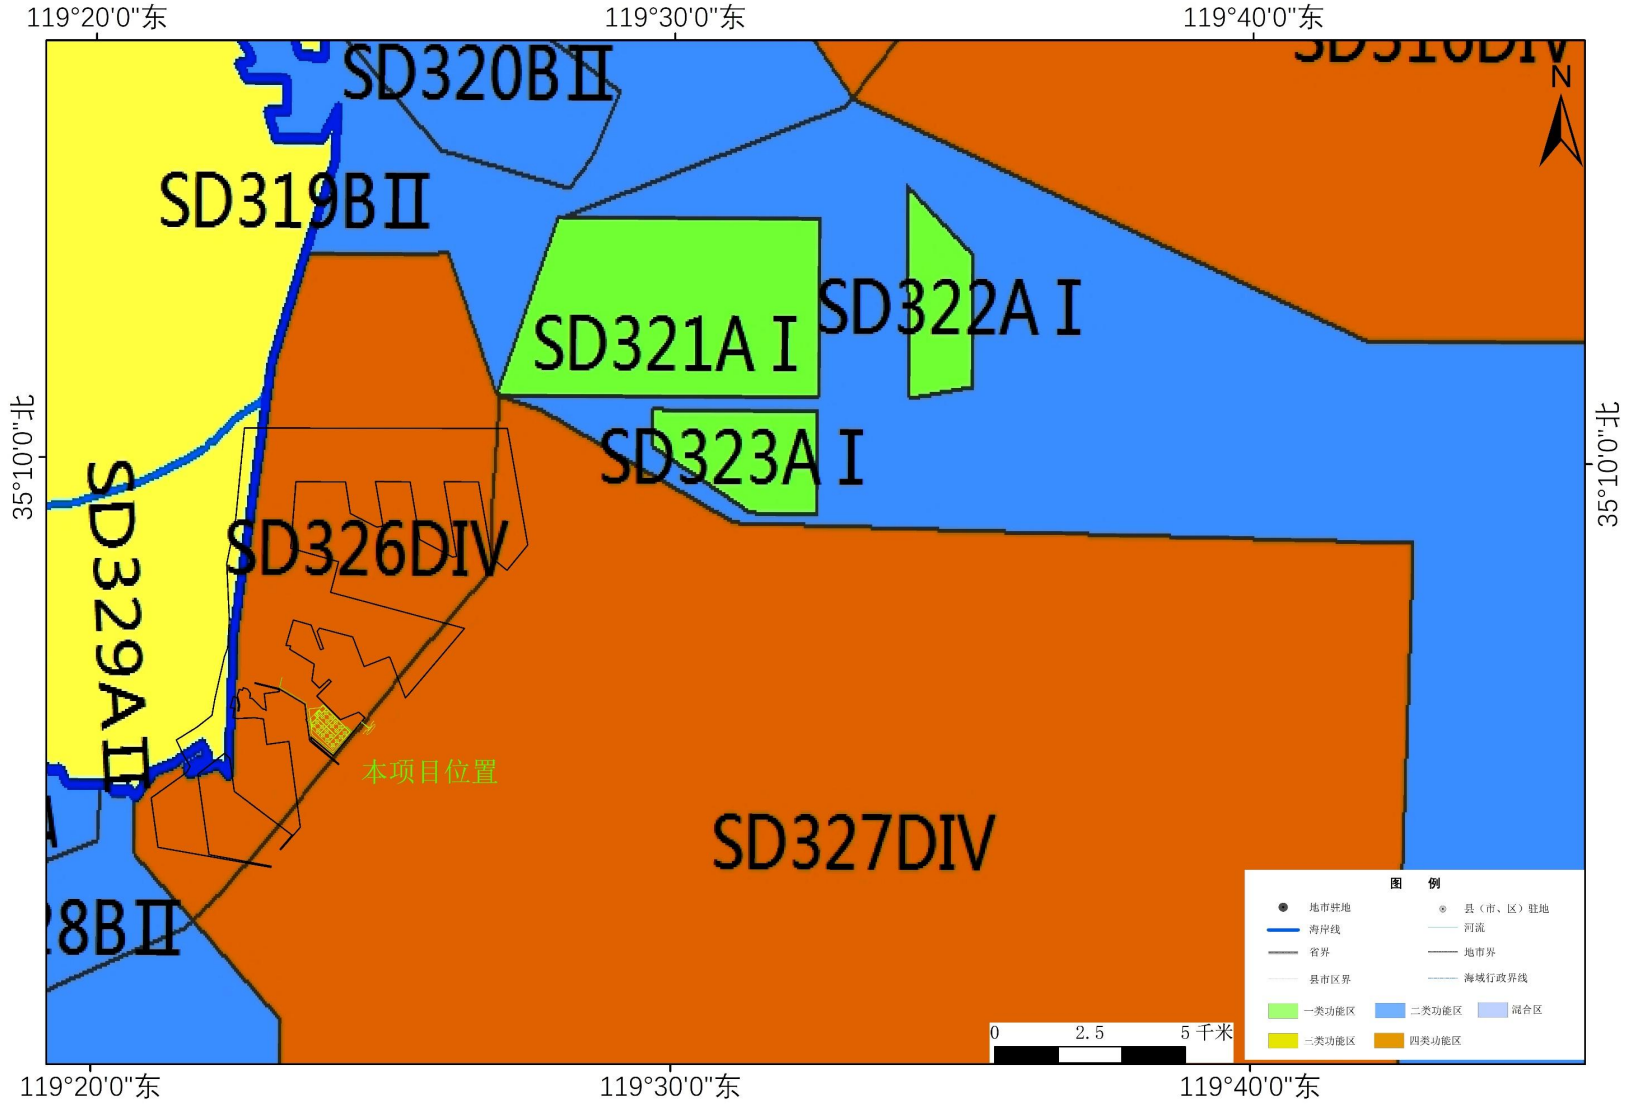 119°20'0"东
119°30'0"东
119°40'0"东
SD320BⅡ
SD310DⅣ
N
SD319BⅡ
SD321AⅠ
SD322AⅠ
35°10'0"北
35°10'0"北
SD323AⅠ
SD326DⅣ
SD329AⅡ
本项目位置
SD327DⅣ
A
28BⅡ
图 例
地市驻地
县（市、区）驻地
海岸线
河流
省界
地市界
县市区界
海域行政界线
一类功能区
二类功能区
混合区
三类功能区
四类功能区
0 2.5 5 千米
119°20'0"东
119°30'0"东
119°40'0"东